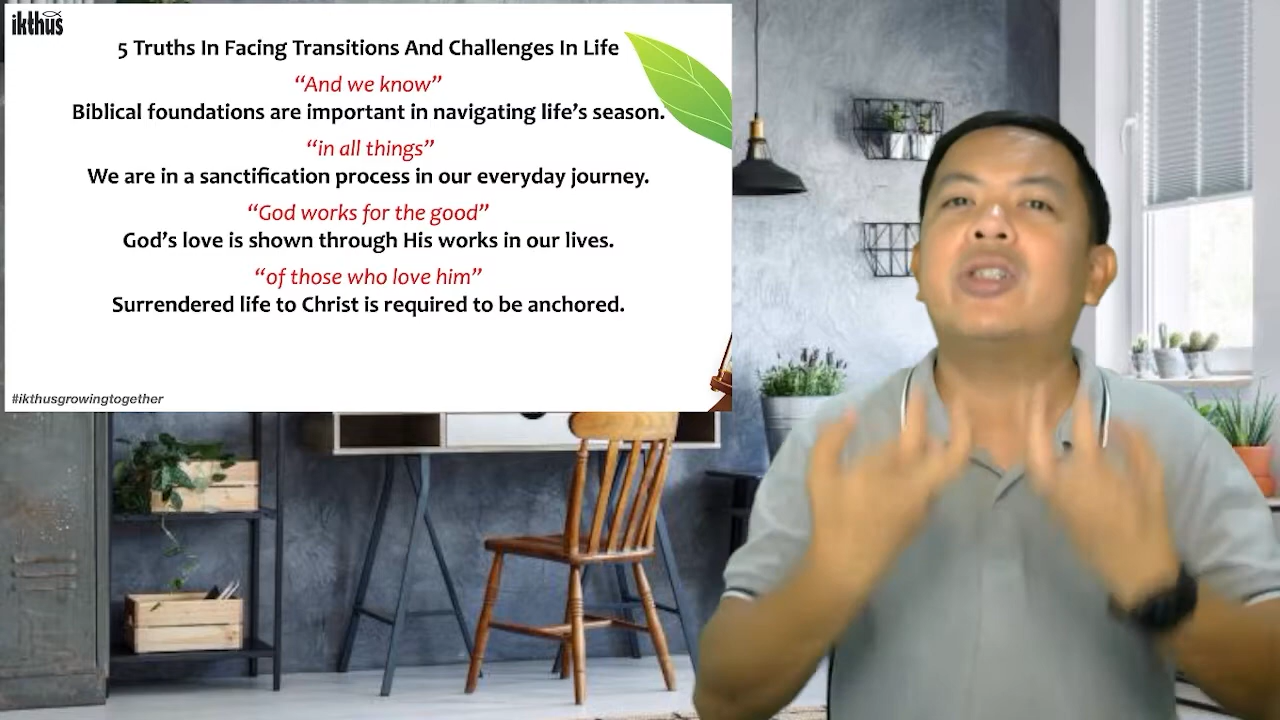 ikthus
5 Truths In Facing Transitions And Challenges In Life
“And we know”
Biblical foundations are important in navigating life’s season.
“in all things”
We are in a sanctification process in our everyday journey.
“God works for the good”
God’s love is shown through His works in our lives.
“of those who love him”
Surrendered life to Christ is required to be anchored.
#ikthusgrowingtogether